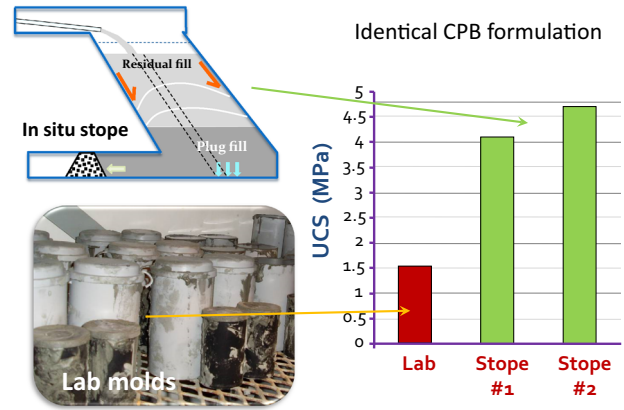 Identical CPB formulation
Residual fill
In situ stope
Plug fill
Lab molds
UCS (MPa)
5
4.5
4
3.5
3
2.5
2
1.5
1
0.5
0
Lab
Stope
#1
Stope
#2